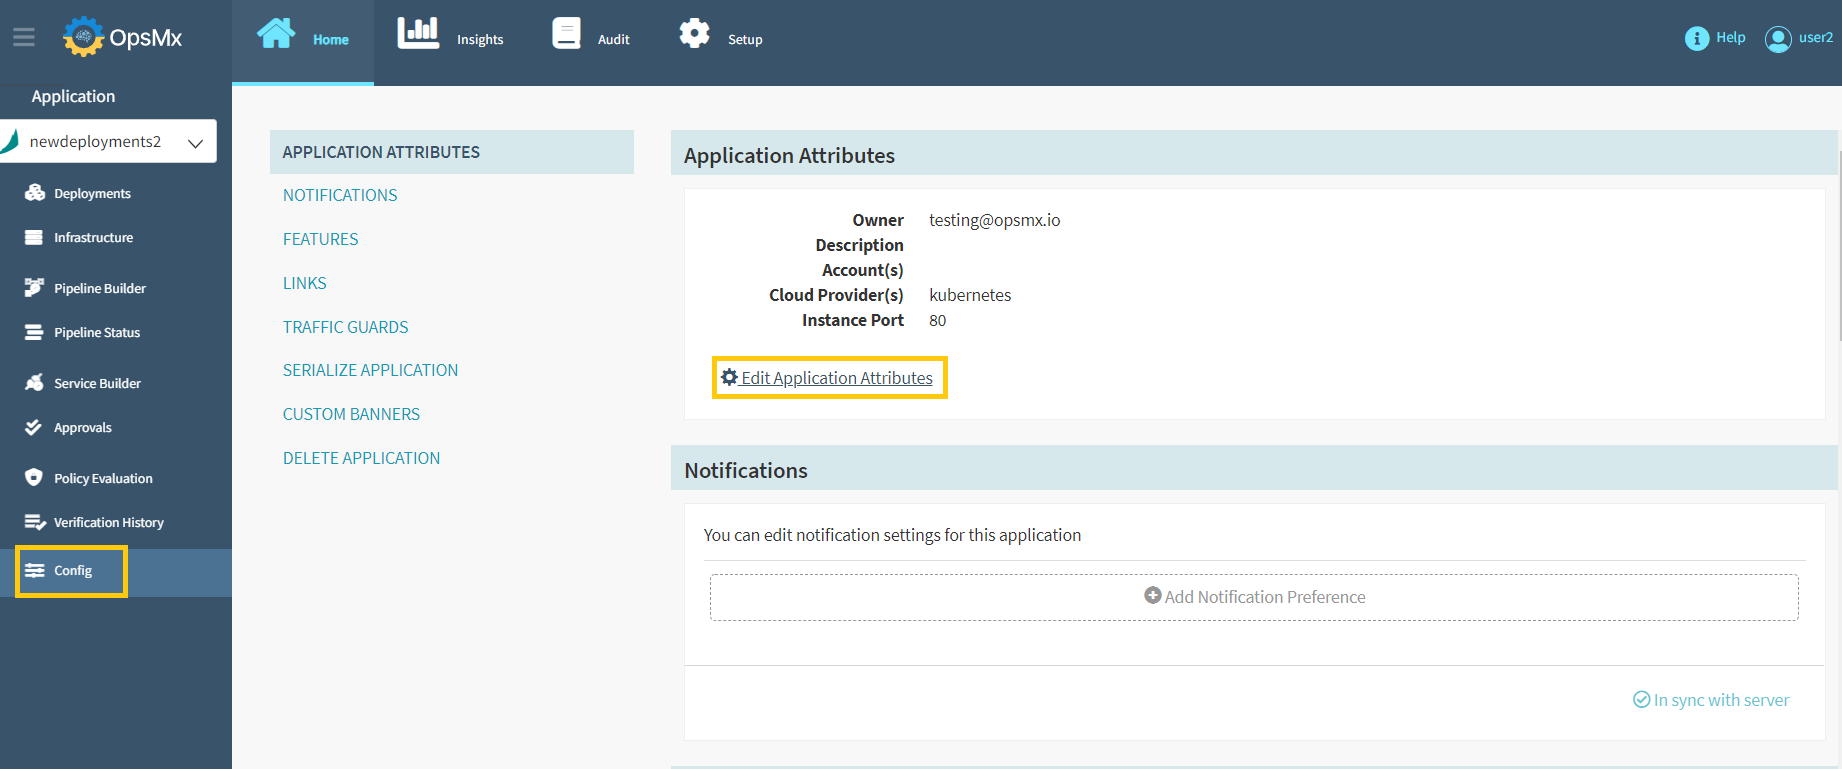 OpsMx
Home
Insights
Audit
Setup
Help
user2
Application
newdeployments2
Deployments
Infrastructure
Pipeline Builder
Pipeline Status
Service Builder
Approvals
Policy Evaluation
Verification History
Config
APPLICATION ATTRIBUTES
NOTIFICATIONS
FEATURES
LINKS
TRAFFIC GUARDS
SERIALIZE APPLICATION
CUSTOM BANNERS
DELETE APPLICATION
Application Attributes
Owner testing@opsmx.io
Description
Account(s)
Cloud Provider(s) kubernetes
Instance Port 80
Edit Application Attributes
Notifications
You can edit notification settings for this application
Add Notification Preference
In sync with server